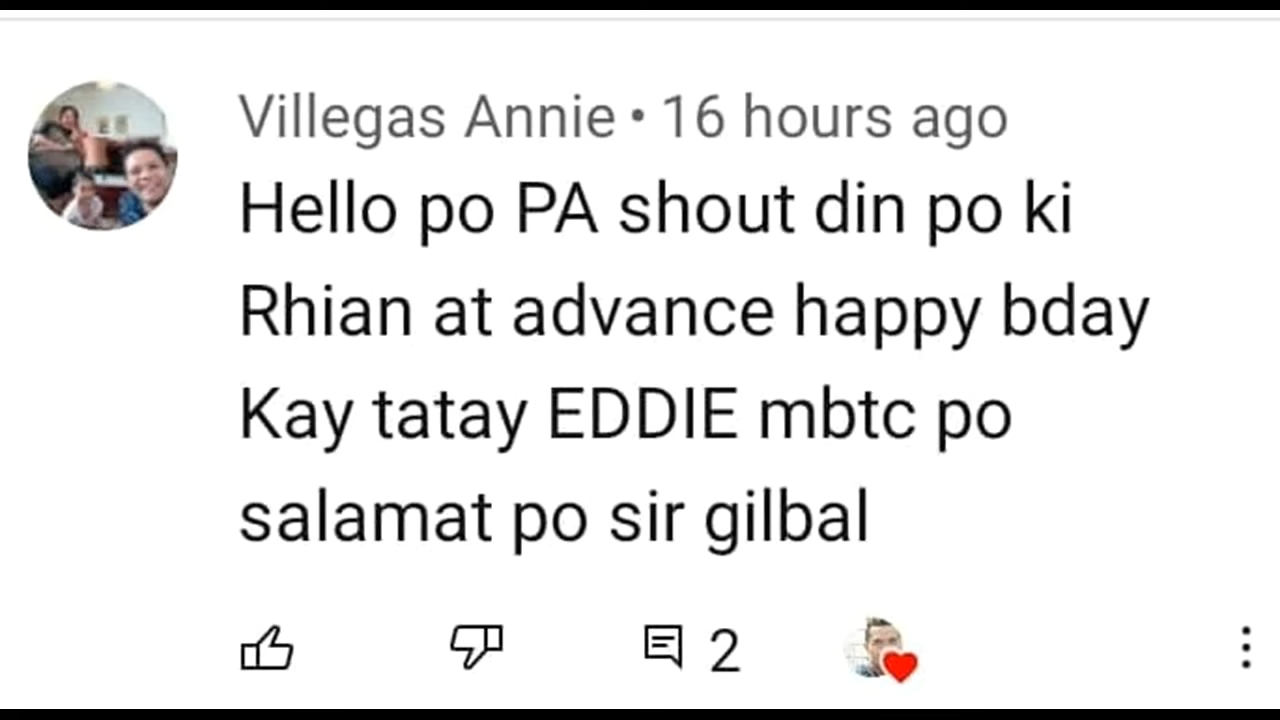 Villegas Annie • 16 hours ago
Hello po PA shout din po ki
Rhian at advance happy bday
Kay tatay EDDIE mbtc po
salamat po sir gilbal
2